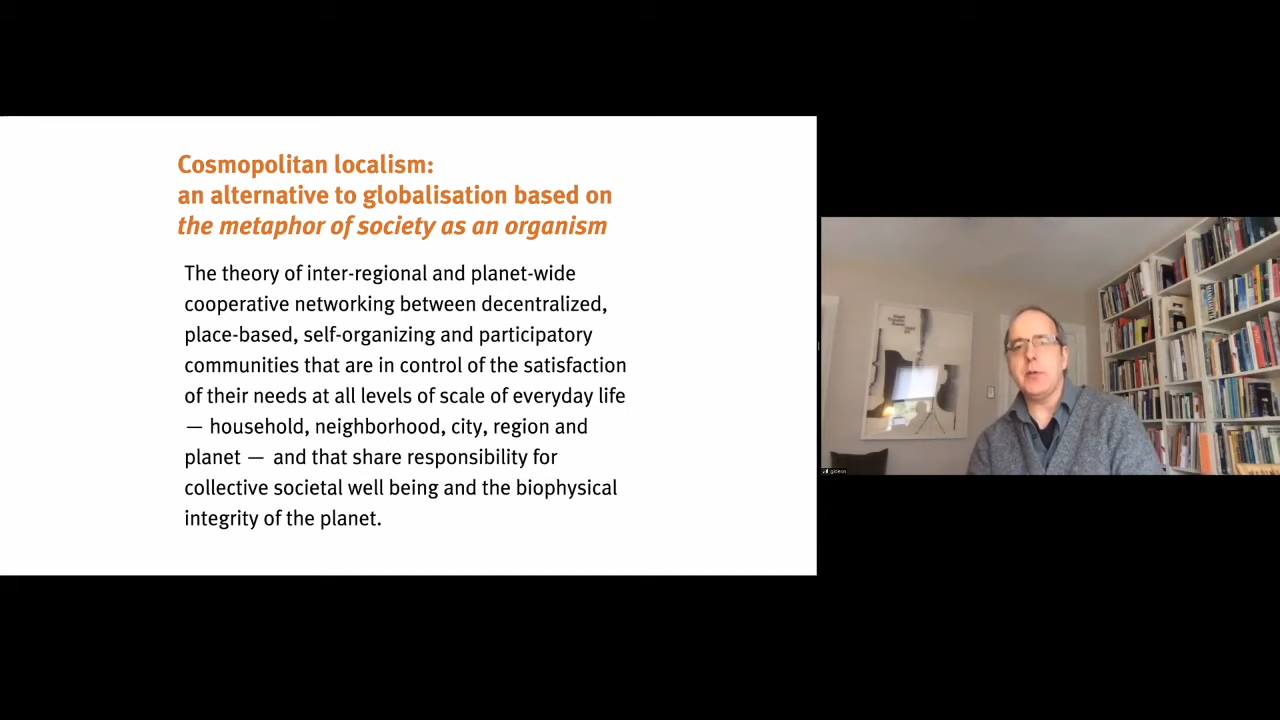 Cosmopolitan localism:
an alternative to globalisation based on
the metaphor of society as an organism
The theory of inter-regional and planet-wide
cooperative networking between decentralized,
place-based, self-organizing and participatory
communities that are in control of the satisfaction
of their needs at all levels of scale of everyday life
— household, neighborhood, city, region and
planet — and that share responsibility for
collective societal well being and the biophysical
integrity of the planet.
gideon